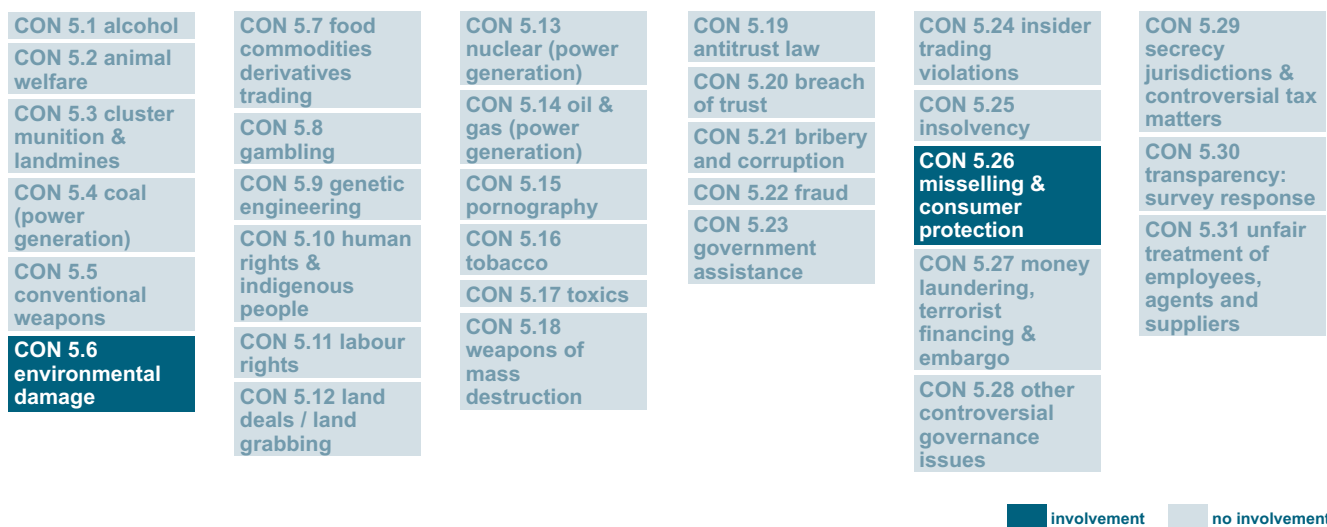 CON 5.1 alcohol
CON 5.2 animal
welfare
CON 5.3 cluster
munition &
landmines
CON 5.4 coal
(power
generation)
CON 5.5
conventional
weapons
CON 5.6
environmental
damage
CON 5.7 food
commodities
derivatives
trading
CON 5.8
gambling
CON 5.9 genetic
engineering
CON 5.10 human
rights &
indigenous
people
CON 5.11 labour
rights
CON 5.12 land
deals / land
grabbing
CON 5.13
nuclear (power
generation)
CON 5.14 oil &
gas (power
generation)
CON 5.15
pornography
CON 5.16
tobacco
CON 5.17 toxics
CON 5.18
weapons of
mass
destruction
CON 5.19
antitrust law
CON 5.20 breach
of trust
CON 5.21 bribery
and corruption
CON 5.22 fraud
CON 5.23
government
assistance
CON 5.24 insider
trading
violations
CON 5.25
insolvency
CON 5.26
misselling &
consumer
protection
CON 5.27 money
laundering,
terrorist
financing &
embargo
CON 5.28 other
controversial
governance
issues
CON 5.29
secrecy
jurisdictions &
controversial tax
matters
CON 5.30
transparency:
survey response
CON 5.31 unfair
treatment of
employees,
agents and
suppliers
involvement
no involvement